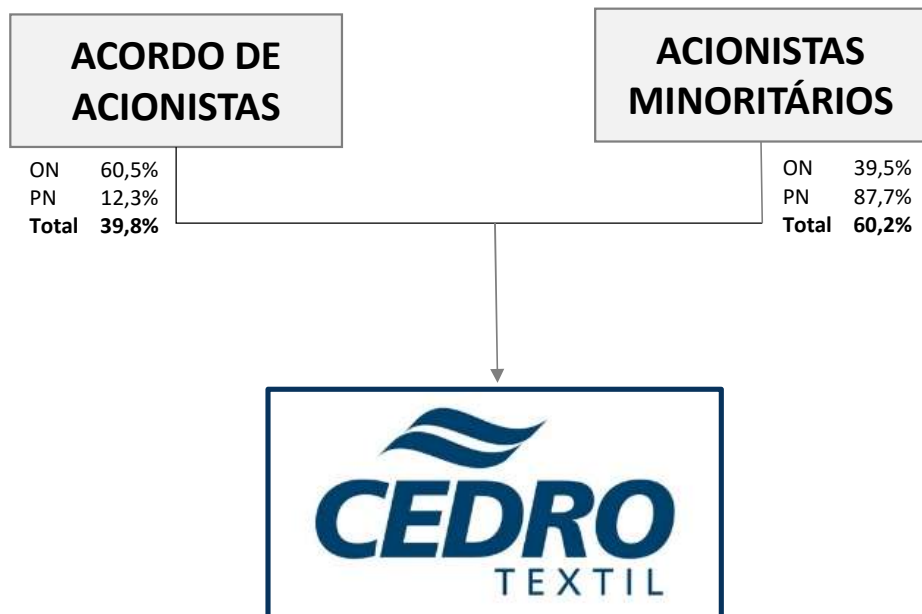 ACORDO DE
ACIONISTAS
ON 60,5%
PN 12,3%
Total 39,8%
ACIONISTAS
MINORITÁRIOS
ON 39,5%
PN 87,7%
Total 60,2%
CEDRO
TEXTIL